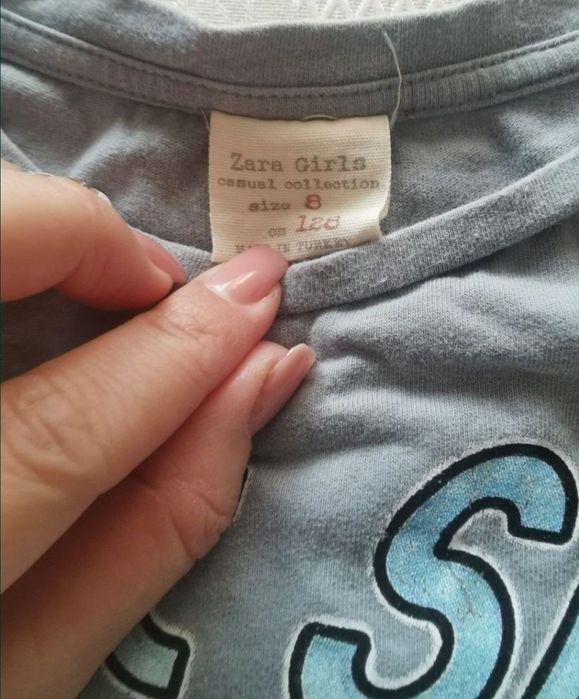 Zara Girls
casual collection
size 8
cm 128
MADE IN TURKEY
S